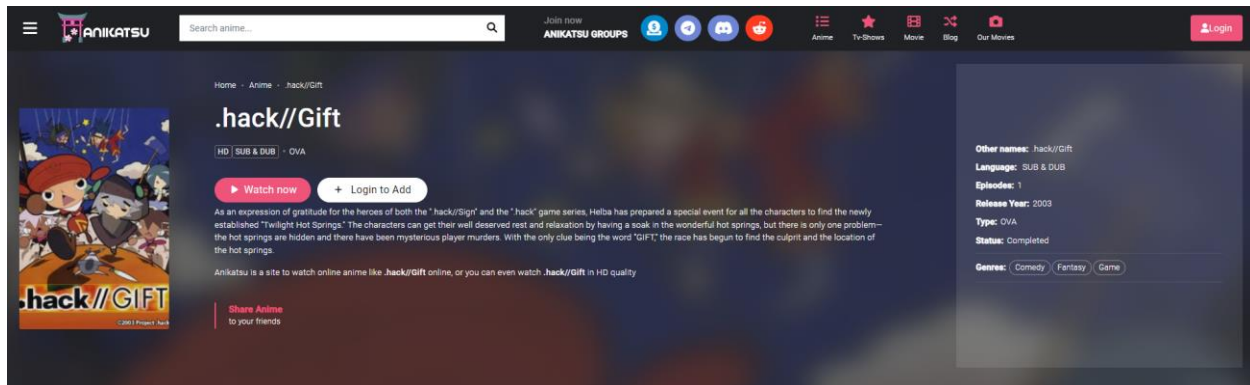 ANIKATSU
Search anime...
Join now
ANIKATSU GROUPS
Anime
Tv-Shows
Movie
Blog
Our Movies
Login
Home - Anime - .hack//Gift
.hack//Gift
HD SUB & DUB • OVA
Watch now
+ Login to Add
As an expression of gratitude for the heroes of both the ".hack//Sign" and the ".hack" game series, Helba has prepared a special event for all the characters to find the newly
established "Twilight Hot Springs." The characters can get their well deserved rest and relaxation by having a soak in the wonderful hot springs, but there is only one problem—
the hot springs are hidden and there have been mysterious player murders. With the only clue being the word "GIFT," the race has begun to find the culprit and the location of
the hot springs.
Anikatsu is a site to watch online anime like .hack//Gift online, or you can even watch .hack//Gift in HD quality
Share Anime
to your friends
.hack//GIFT
©2003 Project .hack
Other names: .hack//Gift
Language: SUB & DUB
Episodes: 1
Release Year: 2003
Type: OVA
Status: Completed
Genres: Comedy Fantasy Game